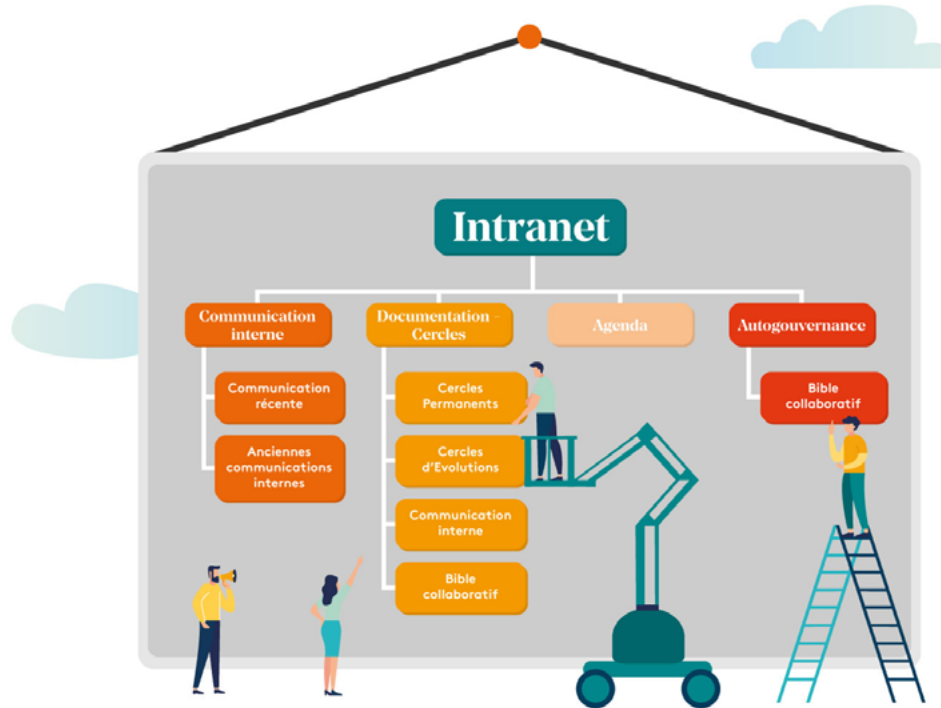 Intranet
Communication
interne
Communication
récente
Anciennes
communications
internes
Documentation –
Cercles
Cercles
Permanents
Cercles
d'Evolutions
Communication
interne
Bible
collaboratif
Agenda
Autogouvernance
Bible
collaboratif